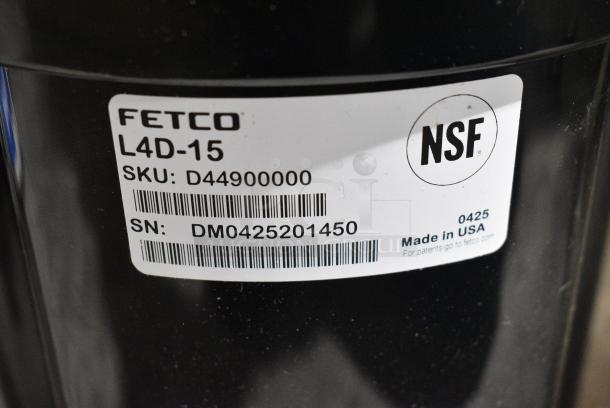 FETCO
L4D-15
SKU: D44900000
SN: DM0425201450
NSF
0425
Made in USA
For patents go to fetco.com